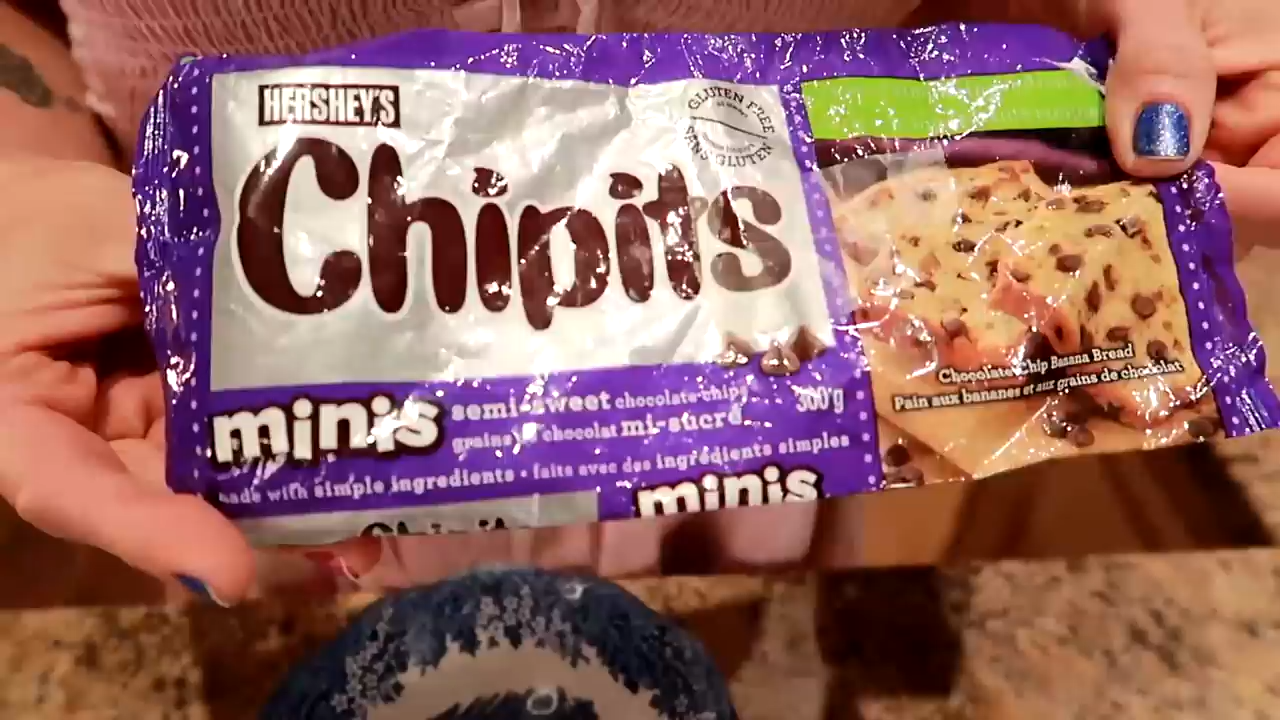 HERSHEY'S
Chipits
GLUTEN FREE
SANS GLUTEN
minis
semi-sweet chocolate chips
grains de chocolat mi-sucré
300 g
made with simple ingredients • faits avec des ingrédients simples
Chocolate Chip Banana Bread
Pain aux bananes et aux grains de chocolat
Chipits
minis